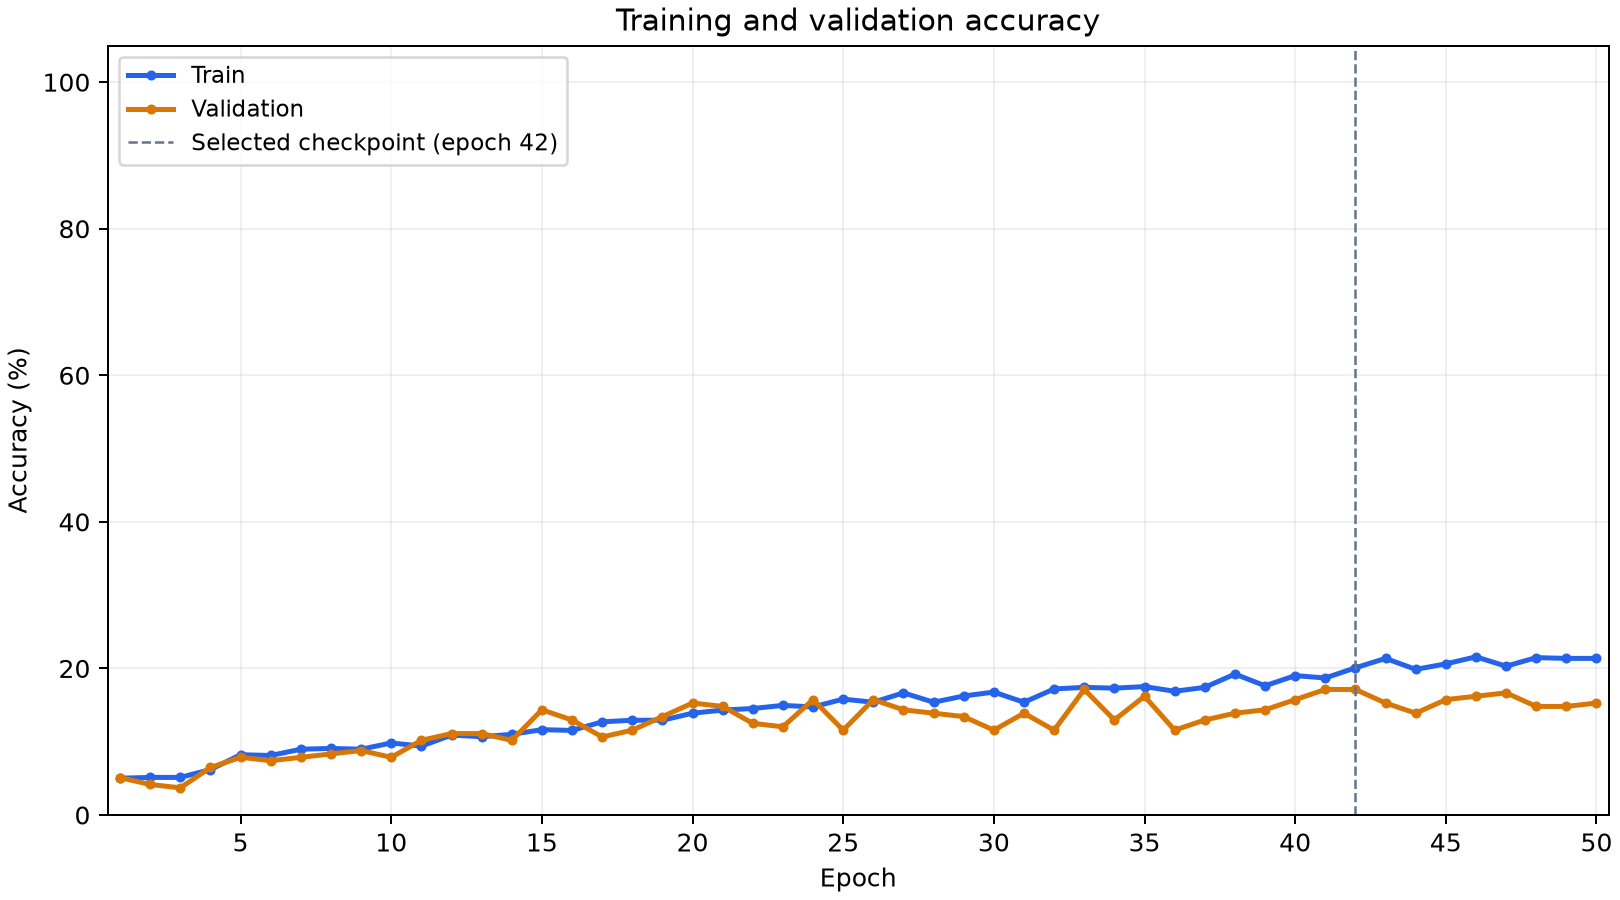 Training and validation accuracy
Train
Validation
Selected checkpoint (epoch 42)
100
80
60
40
20
0
Accuracy (%)
5 10 15 20 25 30 35 40 45 50
Epoch